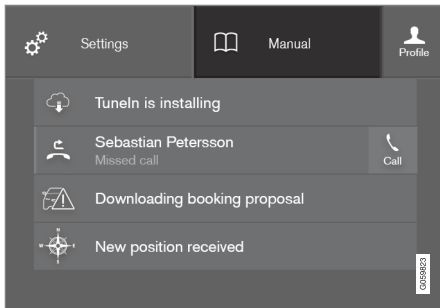 Settings
Manual
Profile
TuneIn is installing
Sebastian Petersson
Missed call
Call
Downloading booking proposal
New position received
G059823